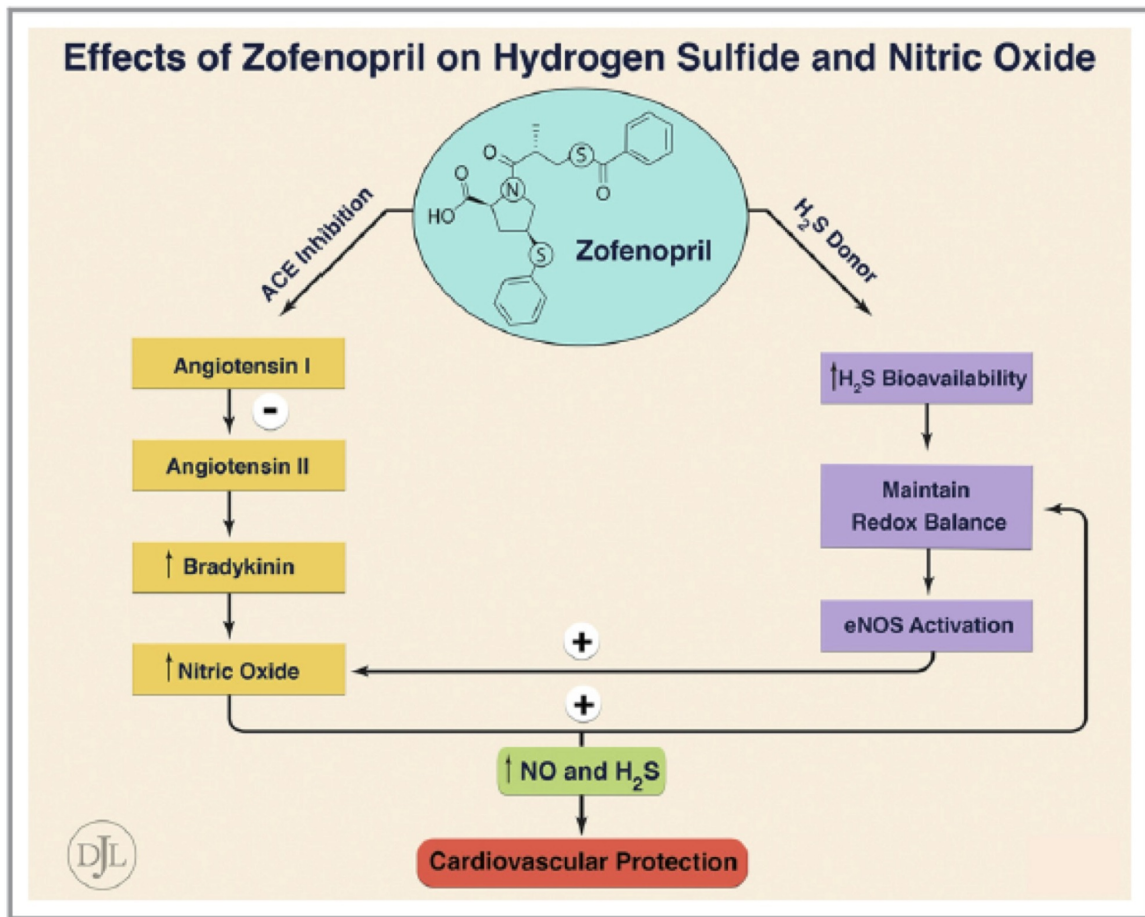 Effects of Zofenopril on Hydrogen Sulfide and Nitric Oxide
O
N
O
S
O
HO
S
Zofenopril
ACE Inhibition
H₂S Donor
Angiotensin I
-
Angiotensin II
↑ Bradykinin
↑ Nitric Oxide
↑H₂S Bioavailability
Maintain
Redox Balance
eNOS Activation
+
+
↑ NO and H₂S
Cardiovascular Protection
DJL